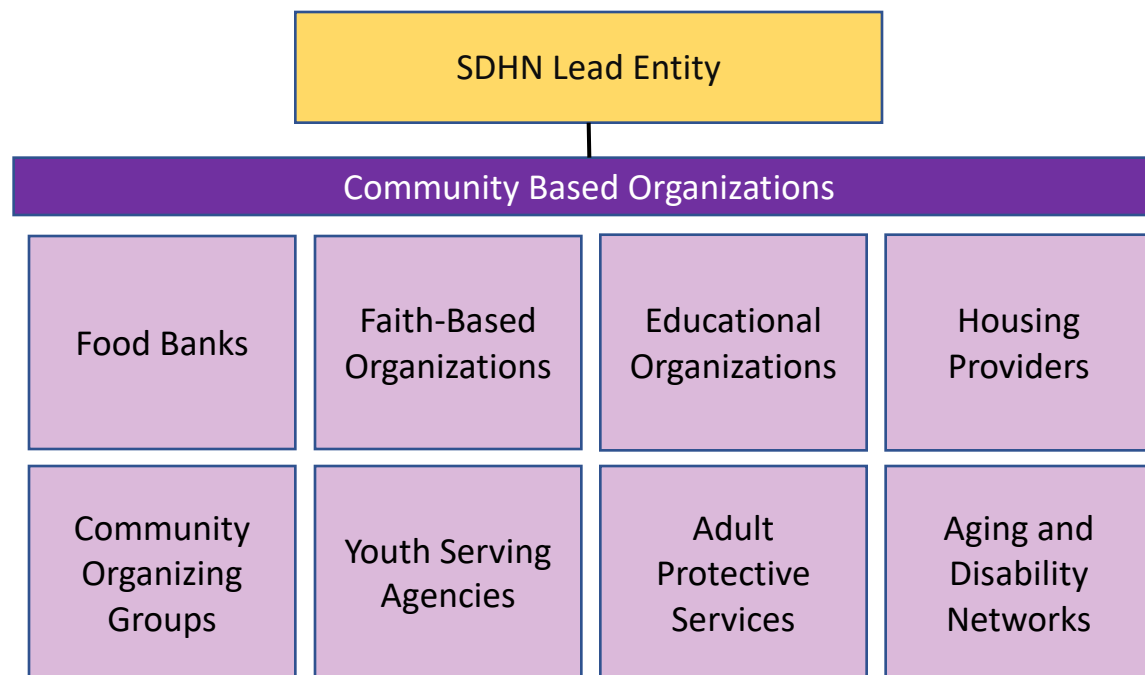 SDHN Lead Entity
Community Based Organizations
Food Banks
Faith-Based
Organizations
Educational
Organizations
Housing
Providers
Community
Organizing
Groups
Youth Serving
Agencies
Adult
Protective
Services
Aging and
Disability
Networks